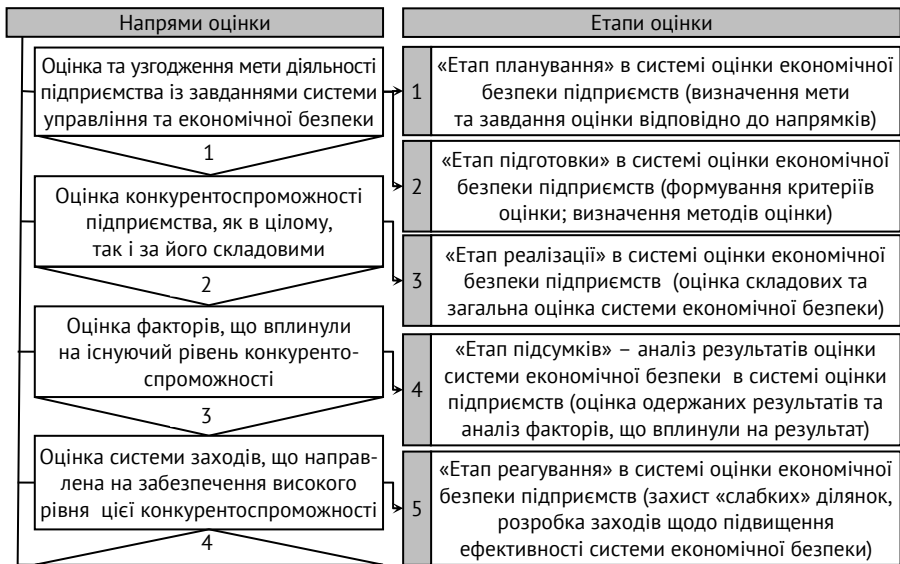 Напрями оцінки
Оцінка та узгодження мети діяльності
підприємства із завданнями системи
управління та економічної безпеки
1
Оцінка конкурентоспроможності
підприємства, як в цілому,
так і за його складовими
2
Оцінка факторів, що вплинули
на існуючий рівень конкуренто-
спроможності
3
Оцінка системи заходів, що направ-
лена на забезпечення високого
рівня цієї конкурентоспроможності
4
Етапи оцінки
1
«Етап планування» в системі оцінки економічної
безпеки підприємств (визначення мети
та завдання оцінки відповідно до напрямків)
2
«Етап підготовки» в системі оцінки економічної
безпеки підприємств (формування критеріїв
оцінки; визначення методів оцінки)
3
«Етап реалізації» в системі оцінки економічної
безпеки підприємств (оцінка складових та
загальна оцінка системи економічної безпеки)
4
«Етап підсумків» – аналіз результатів оцінки
системи економічної безпеки в системі оцінки
підприємств (оцінка одержаних результатів та
аналіз факторів, що вплинули на результат)
5
«Етап реагування» в системі оцінки економічної
безпеки підприємств (захист «слабких» ділянок,
розробка заходів щодо підвищення
ефективності системи економічної безпеки)